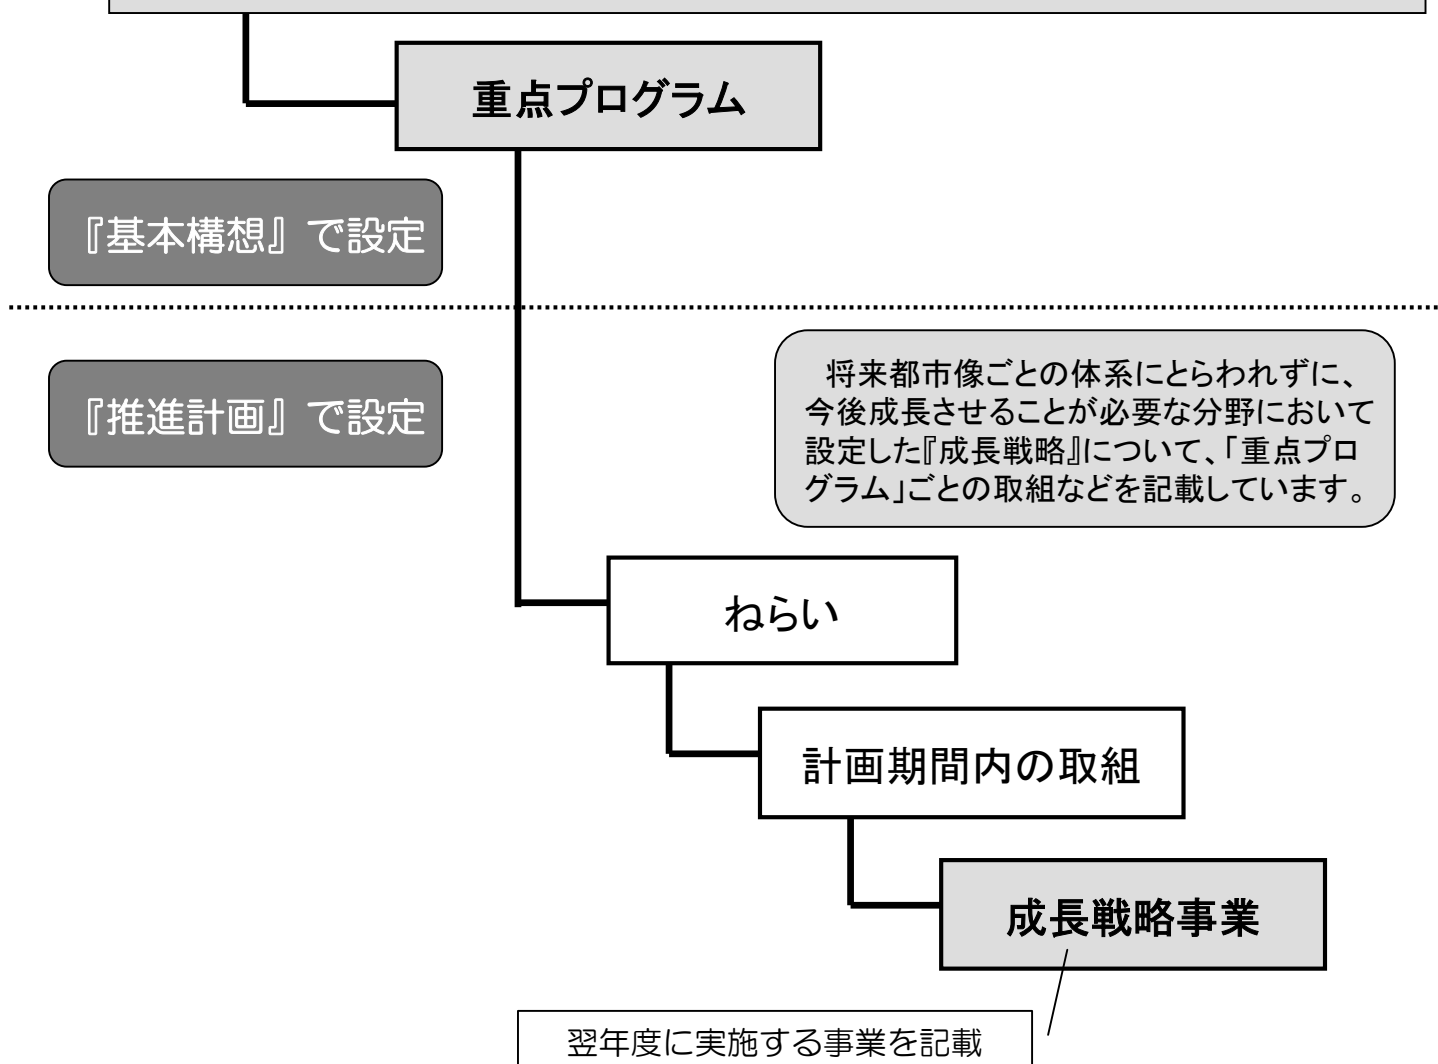 重点プログラム
『基本構想』で設定
『推進計画』で設定
将来都市像ごとの体系にとらわれずに、
今後成長させることが必要な分野において
設定した『成長戦略』について、「重点プロ
グラム」ごとの取組などを記載しています。
ねらい
計画期間内の取組
成長戦略事業
翌年度に実施する事業を記載